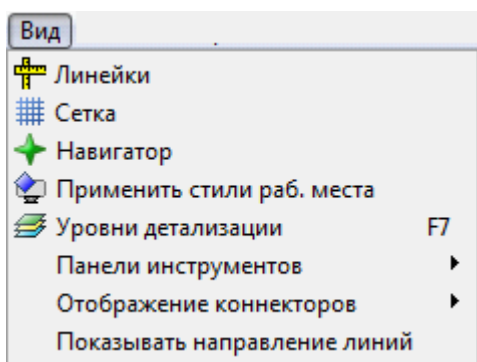 Вид
Линейки
Сетка
Навигатор
Применить стили раб. места
Уровни детализации F7
Панели инструментов
Отображение коннекторов
Показывать направление линий